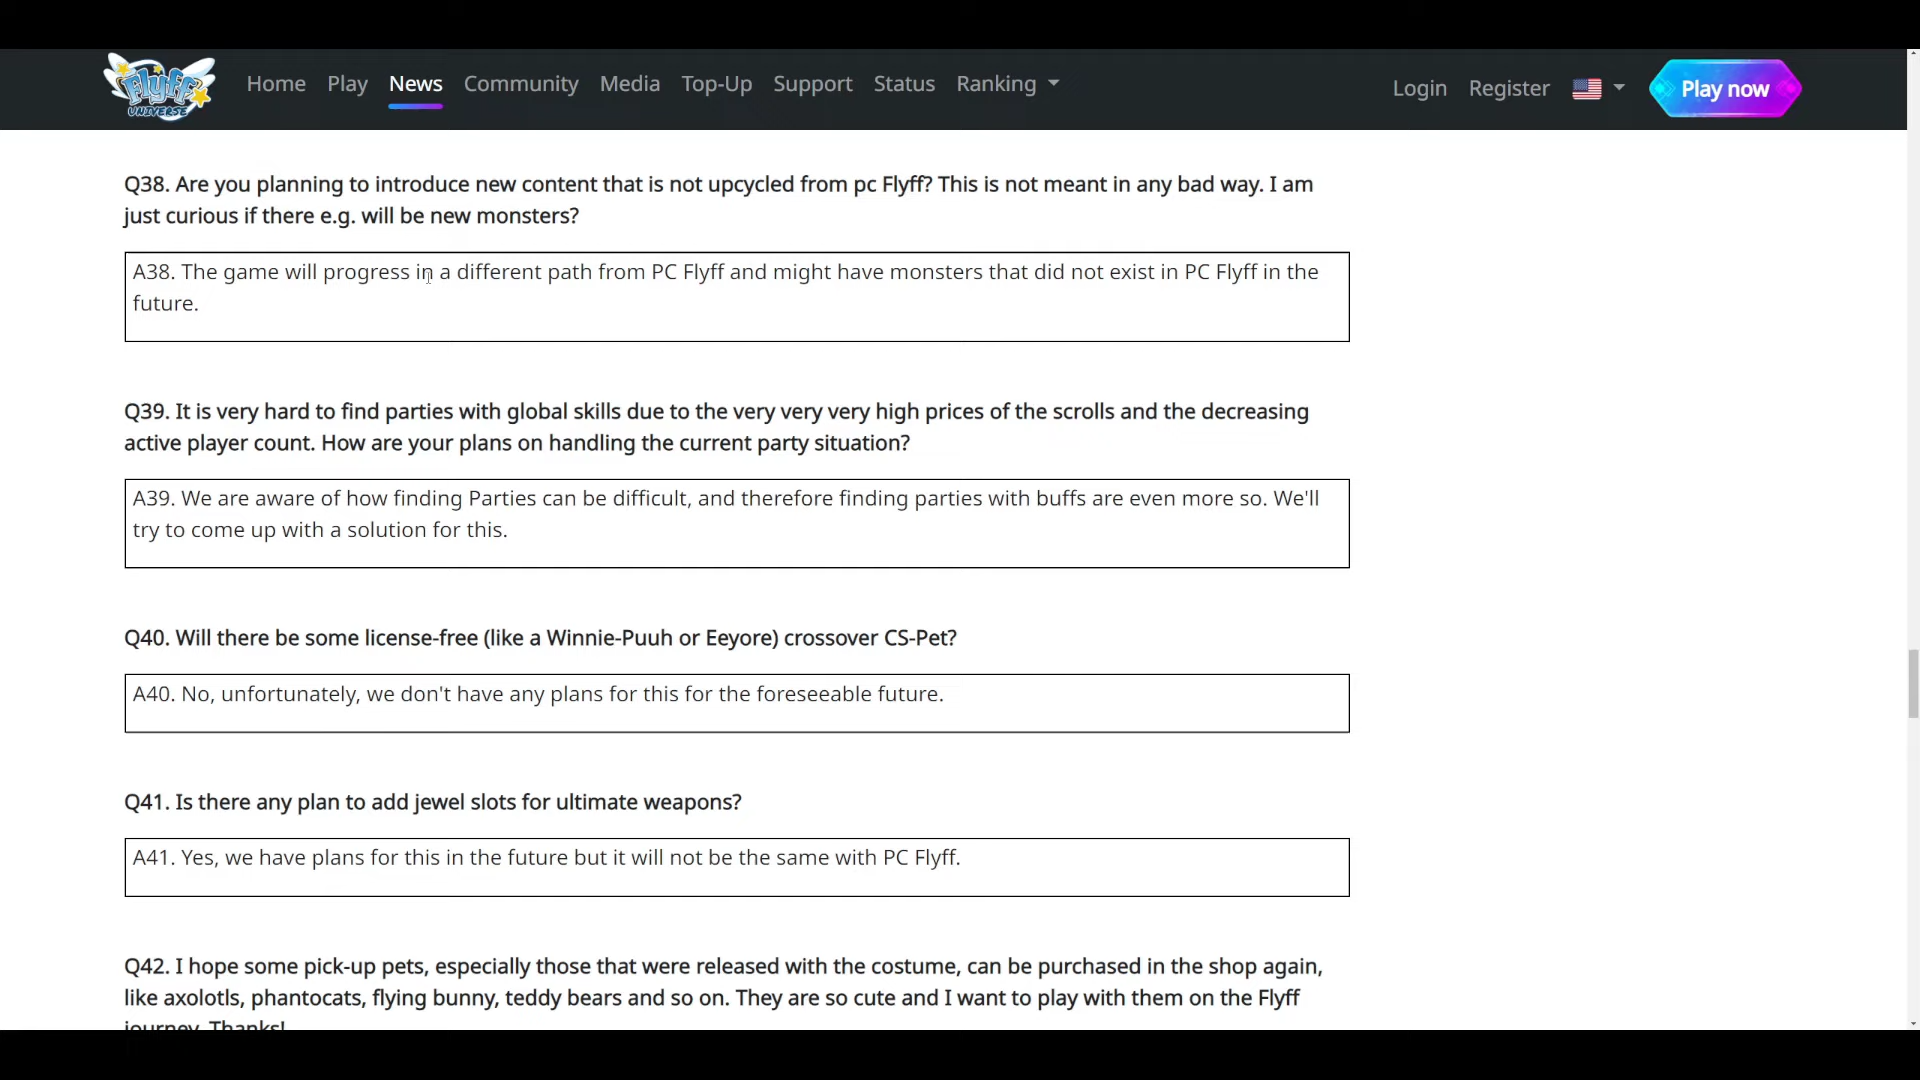 Flyff
UNIVERSE
Home Play News Community Media Top-Up Support Status Ranking Login Register Play now
Q38. Are you planning to introduce new content that is not upcycled from pc Flyff? This is not meant in any bad way. I am
just curious if there e.g. will be new monsters?
A38. The game will progress in a different path from PC Flyff and might have monsters that did not exist in PC Flyff in the
future.
Q39. It is very hard to find parties with global skills due to the very very very high prices of the scrolls and the decreasing
active player count. How are your plans on handling the current party situation?
A39. We are aware of how finding Parties can be difficult, and therefore finding parties with buffs are even more so. We'll
try to come up with a solution for this.
Q40. Will there be some license-free (like a Winnie-Puuh or Eeyore) crossover CS-Pet?
A40. No, unfortunately, we don't have any plans for this for the foreseeable future.
Q41. Is there any plan to add jewel slots for ultimate weapons?
A41. Yes, we have plans for this in the future but it will not be the same with PC Flyff.
Q42. I hope some pick-up pets, especially those that were released with the costume, can be purchased in the shop again,
like axolotls, phantocats, flying bunny, teddy bears and so on. They are so cute and I want to play with them on the Flyff
journey. Thanks!